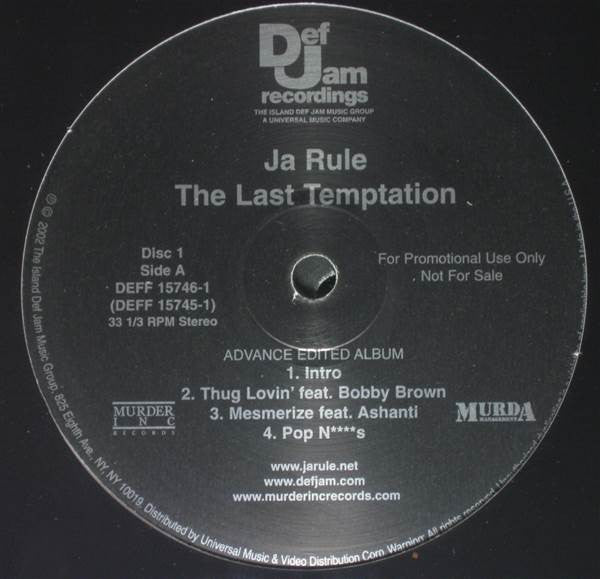 Def
Jam
recordings
THE ISLAND DEF JAM MUSIC GROUP
A UNIVERSAL MUSIC COMPANY
Ja Rule
The Last Temptation
Disc 1
Side A
DEFF 15746-1
(DEFF 15745-1)
33 1/3 RPM Stereo
For Promotional Use Only
Not For Sale
ADVANCE EDITED ALBUM
1. Intro
2. Thug Lovin' feat. Bobby Brown
3. Mesmerize feat. Ashanti
4. Pop N****s
MURDER
INC
RECORDS
MURDA
MANAGEMENT
www.jarule.net
www.defjam.com
www.murderincrecords.com
℗ © 2002 The Island Def Jam Music Group, 825 Eighth Ave., NY, NY 10019. Distributed by Universal Music & Video Distribution Corp. Warning: All rights